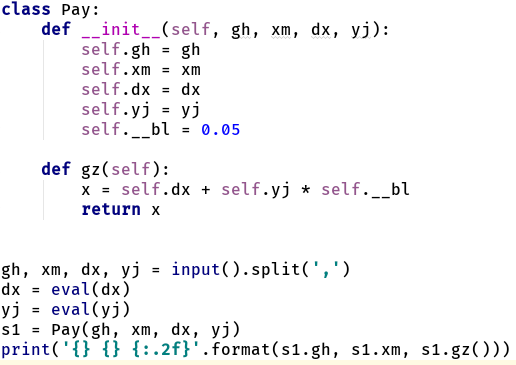 class Pay:
    def __init__(self, gh, xm, dx, yj):
        self.gh = gh
        self.xm = xm
        self.dx = dx
        self.yj = yj
        self.__bl = 0.05

    def gz(self):
        x = self.dx + self.yj * self.__bl
        return x


gh, xm, dx, yj = input().split(',')
dx = eval(dx)
yj = eval(yj)
s1 = Pay(gh, xm, dx, yj)
print('{} {} {:.2f}'.format(s1.gh, s1.xm, s1.gz()))